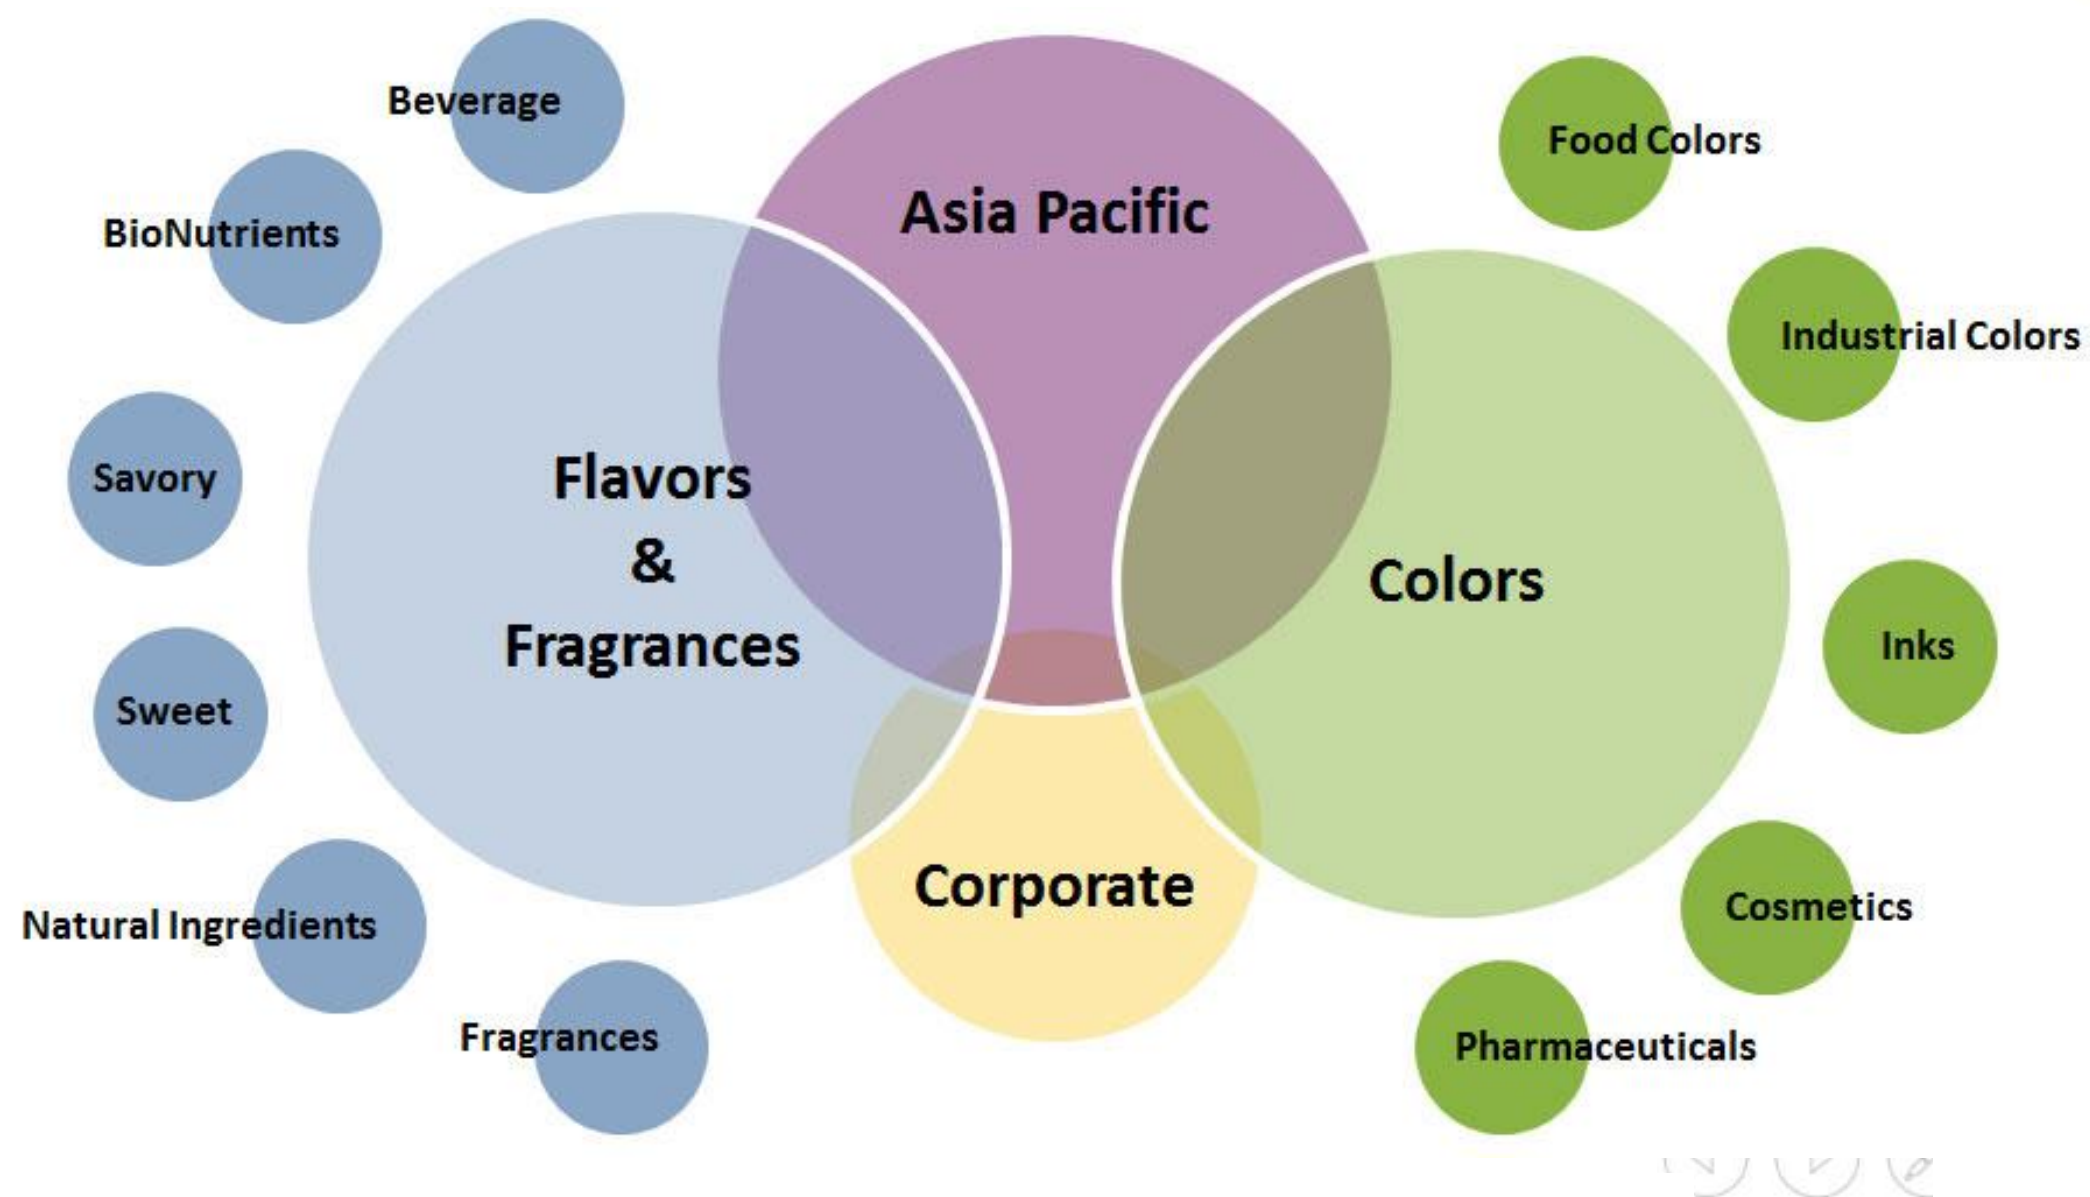 Beverage
BioNutrients
Savory
Sweet
Natural Ingredients
Fragrances
Flavors
&
Fragrances
Asia Pacific
Corporate
Colors
Food Colors
Industrial Colors
Inks
Cosmetics
Pharmaceuticals